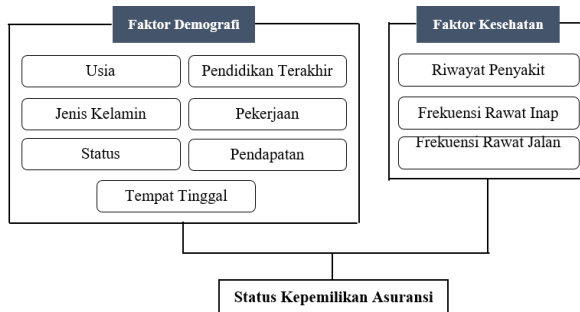 Faktor Demografi
Usia
Pendidikan Terakhir
Jenis Kelamin
Pekerjaan
Status
Pendapatan
Tempat Tinggal
Faktor Kesehatan
Riwayat Penyakit
Frekuensi Rawat Inap
Frekuensi Rawat Jalan
Status Kepemilikan Asuransi